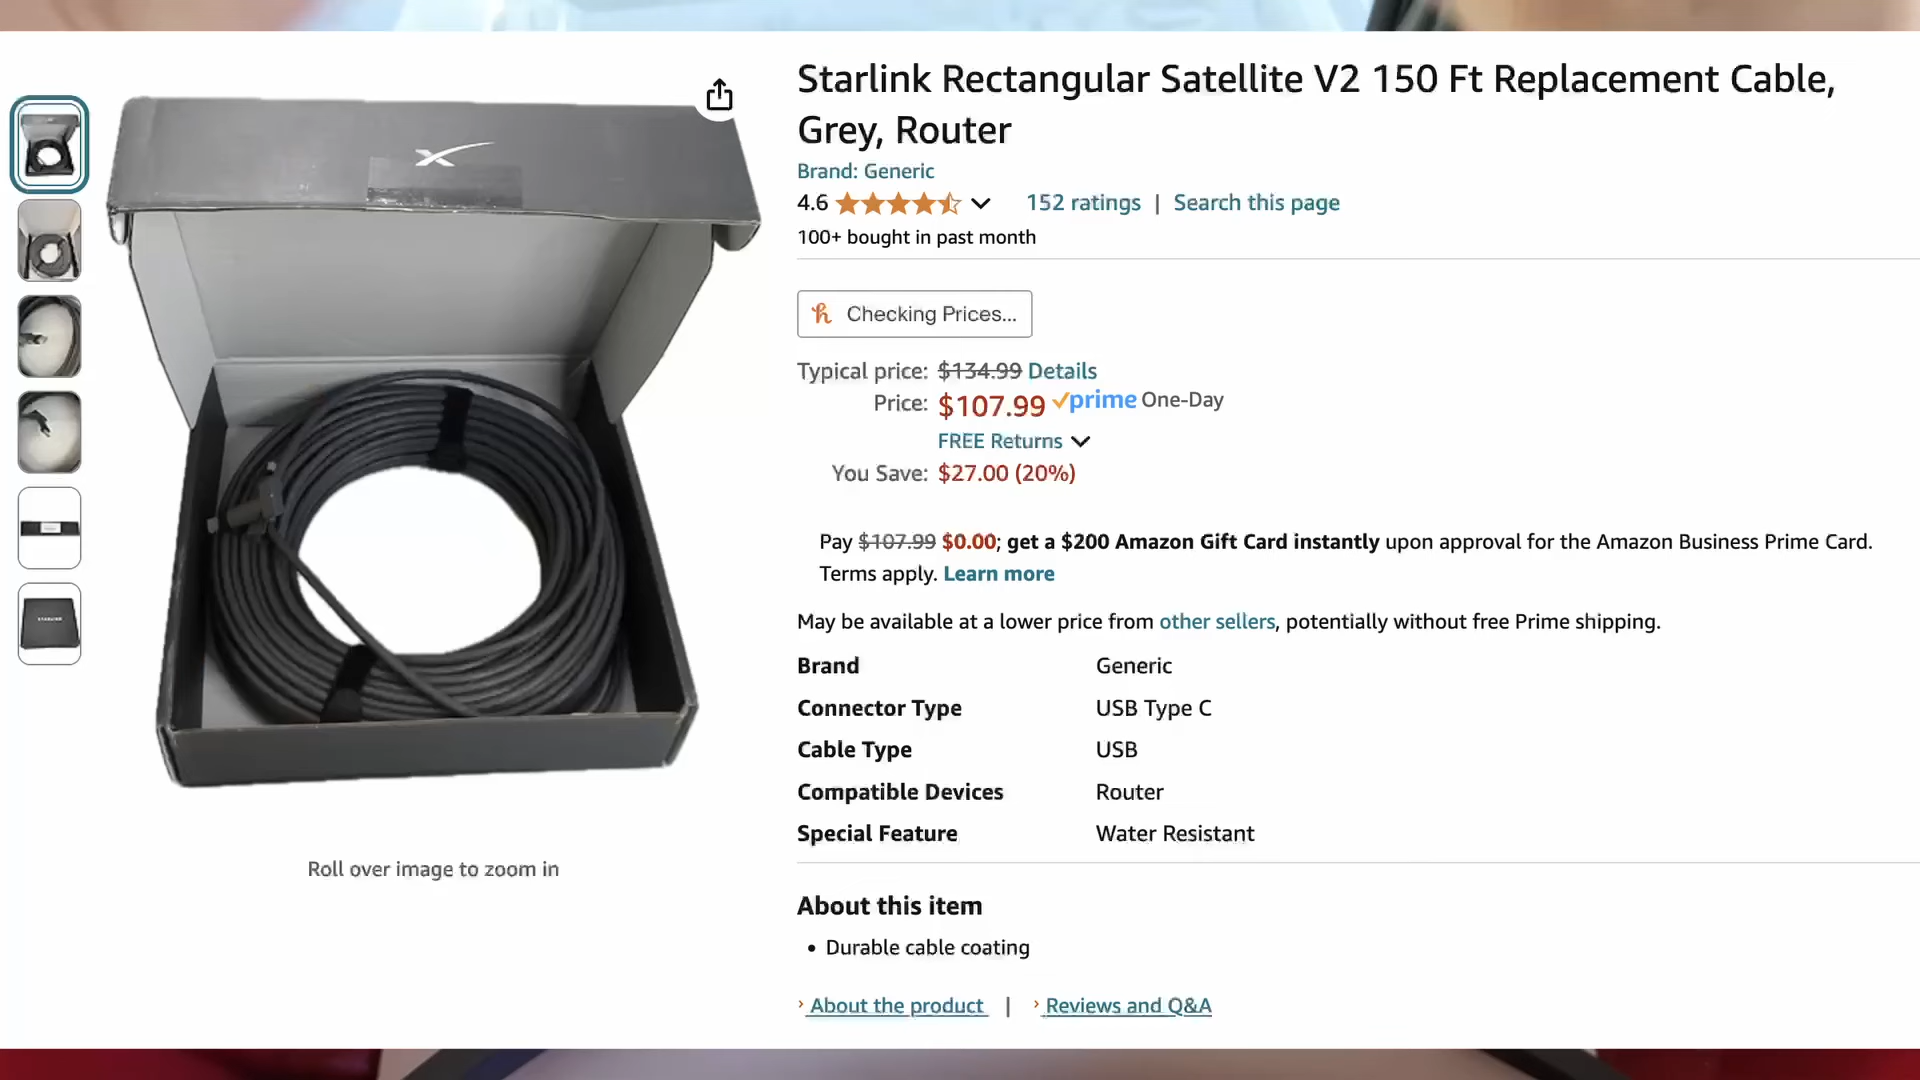 Starlink Rectangular Satellite V2 150 Ft Replacement Cable,
Grey, Router
Brand: Generic
4.6
152 ratings | Search this page
100+ bought in past month
Checking Prices...
Typical price: $134.99 Details
Price: $107.99 prime One-Day
FREE Returns
You Save: $27.00 (20%)
Pay $107.99 $0.00; get a $200 Amazon Gift Card instantly upon approval for the Amazon Business Prime Card.
Terms apply. Learn more
May be available at a lower price from other sellers, potentially without free Prime shipping.
Brand Generic
Connector Type USB Type C
Cable Type USB
Compatible Devices Router
Special Feature Water Resistant
About this item
• Durable cable coating
› About the product | › Reviews and Q&A
STARLINK
Roll over image to zoom in